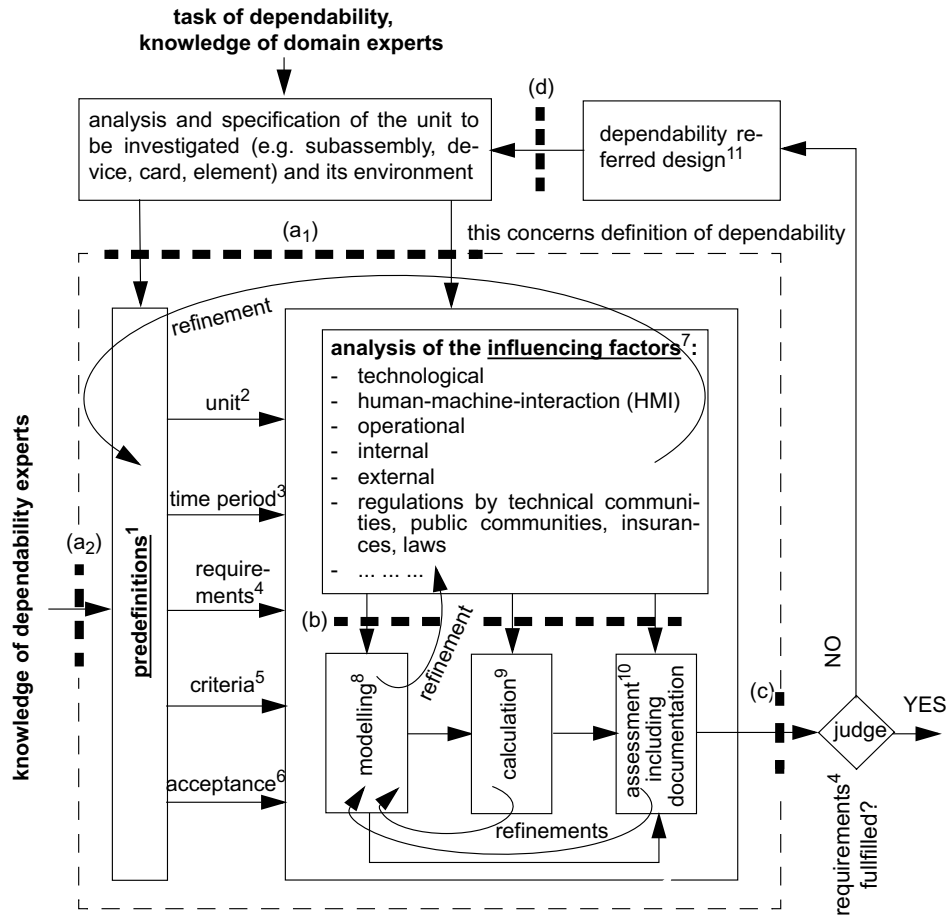 task of dependability,
knowledge of domain experts
analysis and specification of the unit to
be investigated (e.g. subassembly, de-
vice, card, element) and its environment
(d)
dependability re-
ferred design11
(a1)
this concerns definition of dependability
refinement
analysis of the influencing factors7:
- technological
- human-machine-interaction (HMI)
- operational
- internal
- external
- regulations by technical communi-
ties, public communities, insuran-
ces, laws
- ... ... ...
knowledge of dependability experts
(a2)
predefinitions1
unit2
time period3
require-
ments4
criteria5
acceptance6
(b)
refinement
modelling8
calculation9
assessment10
including
documentation
refinements
(c)
NO
YES
judge
requirements4
fullfilled?